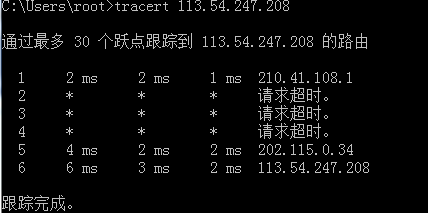 C:\Users\root>tracert 113.54.247.208
通过最多 30 个跃点跟踪到 113.54.247.208 的路由
1 2 ms 2 ms 1 ms 210.41.108.1
2 * * * 请求超时。
3 * * * 请求超时。
4 * * * 请求超时。
5 4 ms 2 ms 2 ms 202.115.0.34
6 6 ms 3 ms 2 ms 113.54.247.208
跟踪完成。